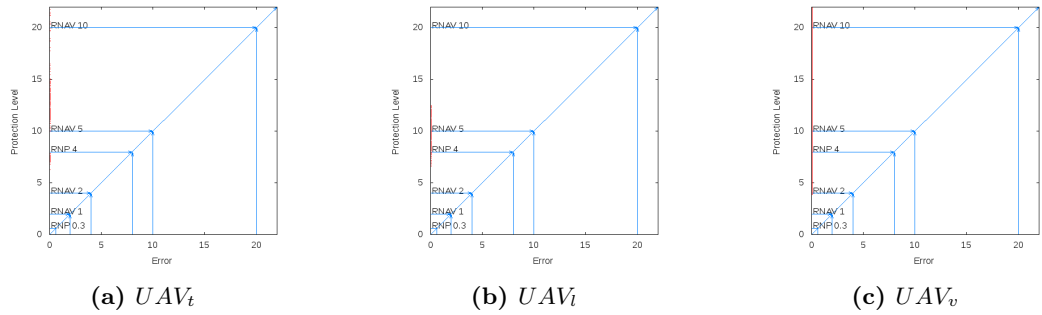 20
15
10
5
0
Protection Level
RNAV 10
RNAV 5
RNP 4
RNAV 2
RNAV 1
RNP 0.3
0 5 10 15 20
Error
(a) UAVt
20
15
10
5
0
Protection Level
RNAV 10
RNAV 5
RNP 4
RNAV 2
RNAV 1
RNP 0.3
0 5 10 15 20
Error
(b) UAVl
20
15
10
5
0
Protection Level
RNAV 10
RNAV 5
RNP 4
RNAV 2
RNAV 1
RNP 0.3
0 5 10 15 20
Error
(c) UAVv